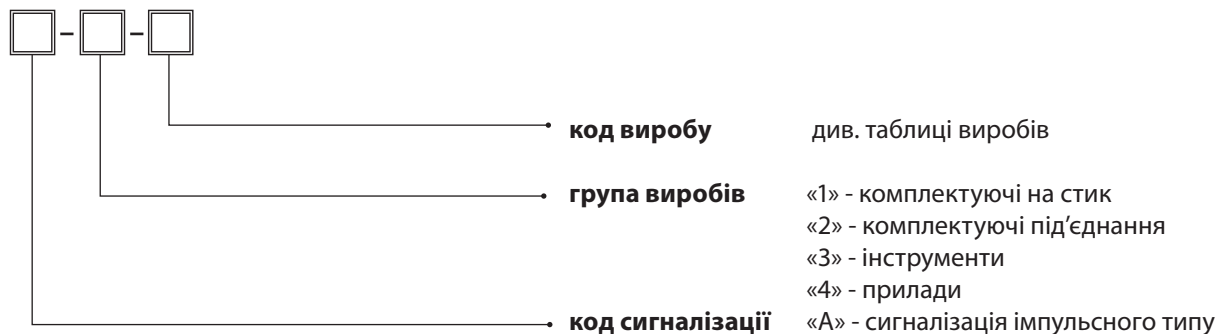 код виробу див. таблиці виробів
група виробів «1» - комплектуючі на стик
«2» - комплектуючі під’єднання
«3» - інструменти
«4» - прилади
код сигналізації «А» - сигналізація імпульсного типу